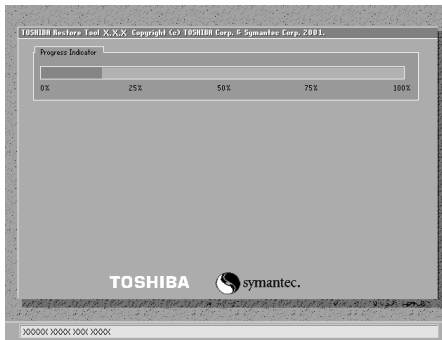 TOSHIBA Restore Tool X.X.X Copyright (c) TOSHIBA Corp. & Symantec Corp. 2001.
Progress Indicator
0% 25% 50% 75% 100%
TOSHIBA symantec.
XXXXX XXXX XXX XXXX